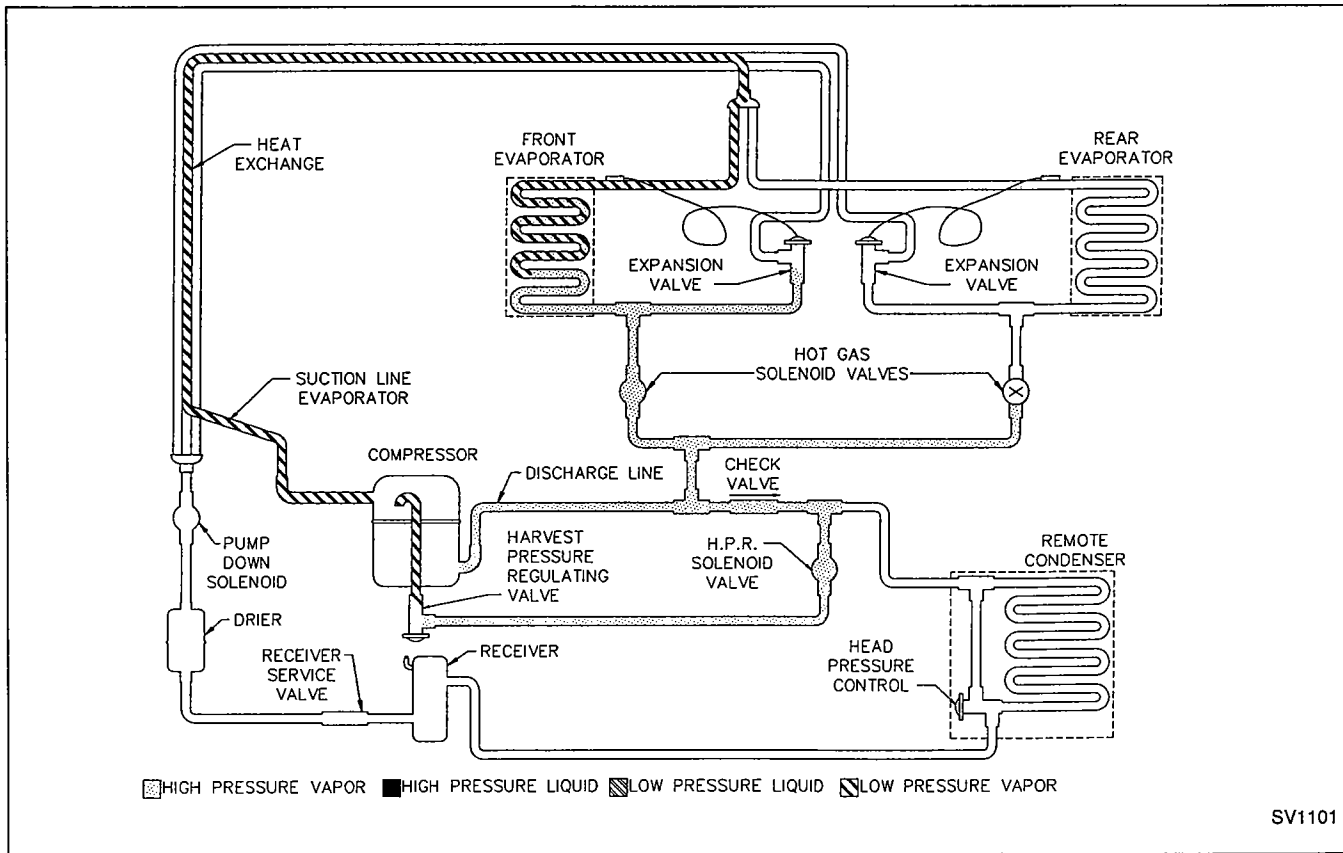 HEAT
EXCHANGE
FRONT
EVAPORATOR
REAR
EVAPORATOR
EXPANSION
VALVE
EXPANSION
VALVE
HOT GAS
SOLENOID VALVES
SUCTION LINE
EVAPORATOR
COMPRESSOR
DISCHARGE LINE
CHECK
VALVE
PUMP
DOWN
SOLENOID
HARVEST
PRESSURE
REGULATING
VALVE
H.P.R.
SOLENOID
VALVE
REMOTE
CONDENSER
DRIER
RECEIVER
SERVICE
VALVE
RECEIVER
HEAD
PRESSURE
CONTROL
HIGH PRESSURE VAPOR HIGH PRESSURE LIQUID LOW PRESSURE LIQUID LOW PRESSURE VAPOR
SV1101